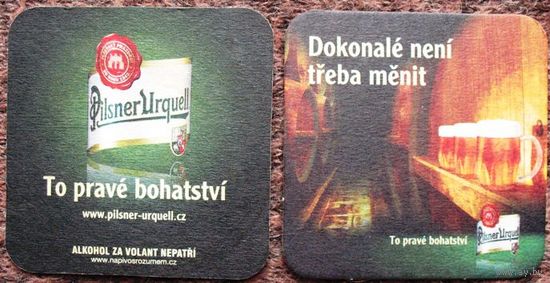 Pilsner Urquell
To pravé bohatství
www.pilsner-urquell.cz
ALKOHOL ZA VOLANT NEPATŘÍ
www.napivosrozumem.cz
Dokonalé není
třeba měnit
To pravé bohatství
Pilsner Urquell